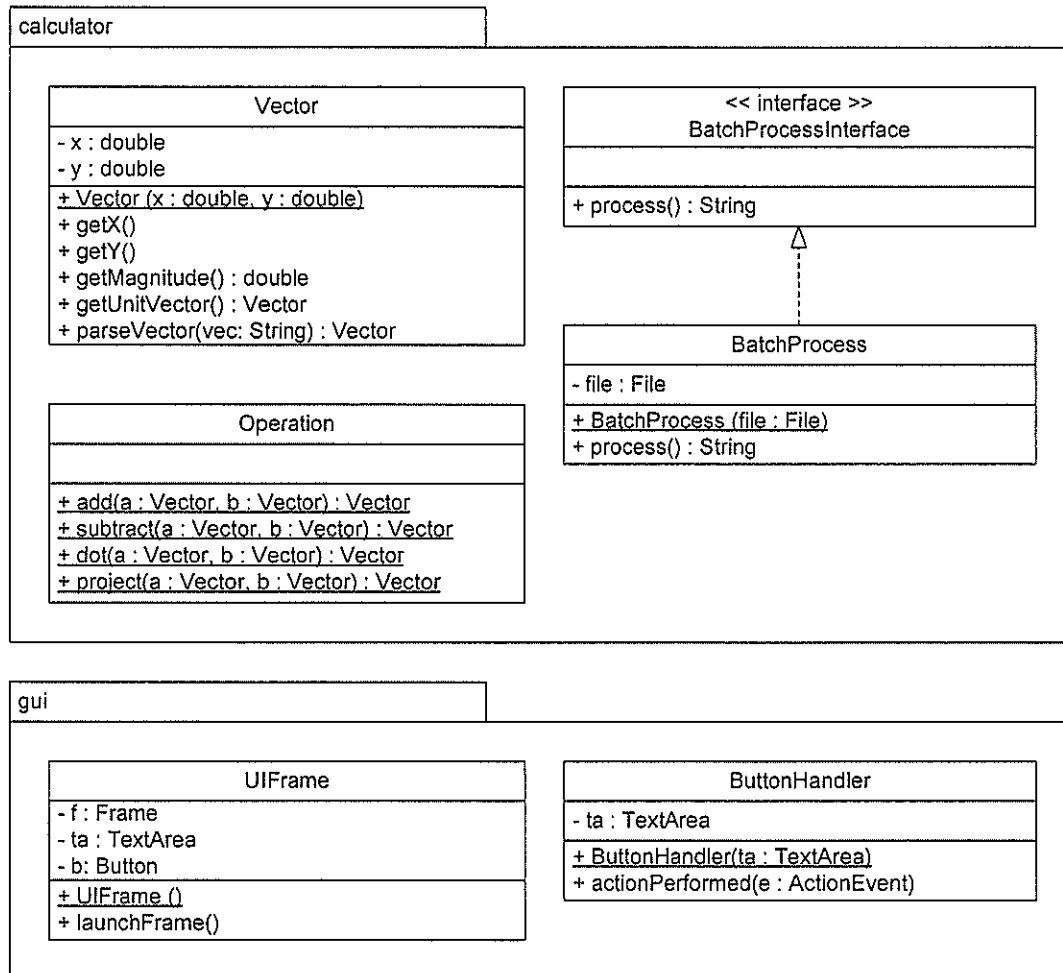 calculator
Vector
- x : double
- y : double
+ Vector (x : double, y : double)
+ getX()
+ getY()
+ getMagnitude() : double
+ getUnitVector() : Vector
+ parseVector(vec: String) : Vector
<< interface >>
BatchProcessInterface
+ process() : String
BatchProcess
- file : File
+ BatchProcess (file : File)
+ process() : String
Operation
+ add(a : Vector, b : Vector) : Vector
+ subtract(a : Vector, b : Vector) : Vector
+ dot(a : Vector, b : Vector) : Vector
+ project(a : Vector, b : Vector) : Vector
gui
UIFrame
- f : Frame
- ta : TextArea
- b: Button
+ UIFrame ()
+ launchFrame()
ButtonHandler
- ta : TextArea
+ ButtonHandler(ta : TextArea)
+ actionPerformed(e : ActionEvent)